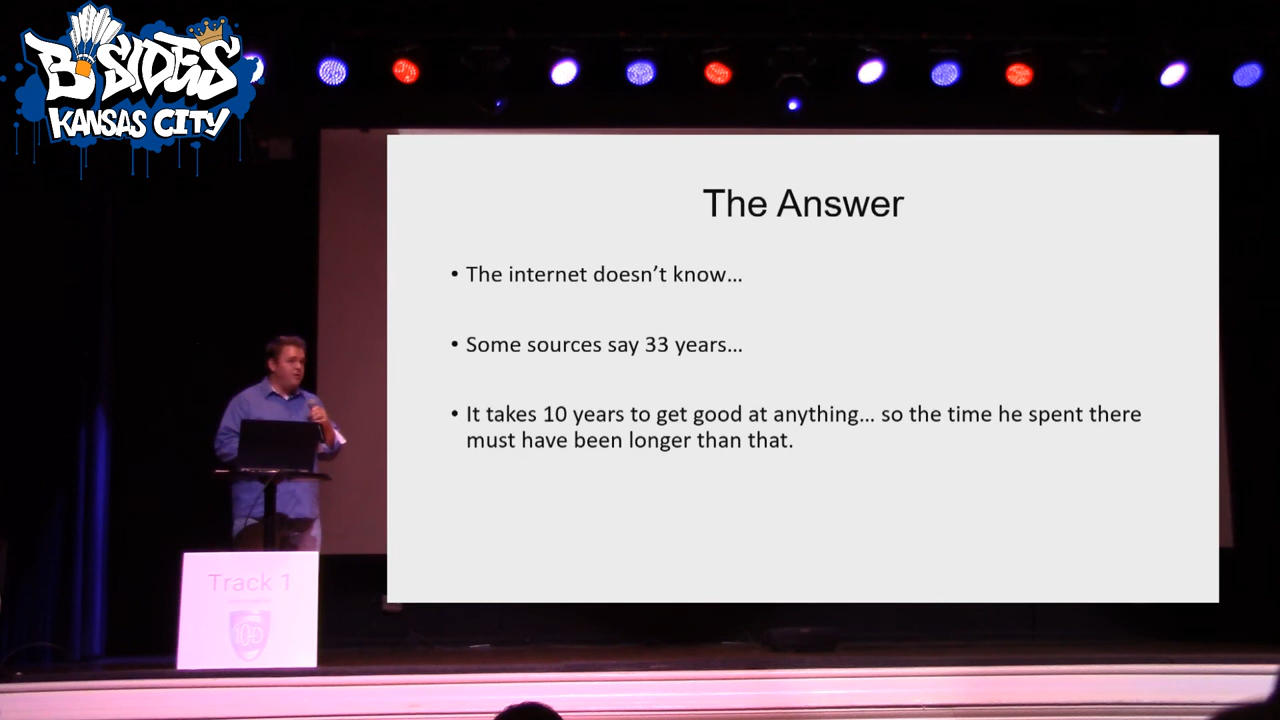 B·SIDES
KANSAS CITY
The Answer
• The internet doesn’t know…
• Some sources say 33 years…
• It takes 10 years to get good at anything… so the time he spent there
must have been longer than that.
Track 1